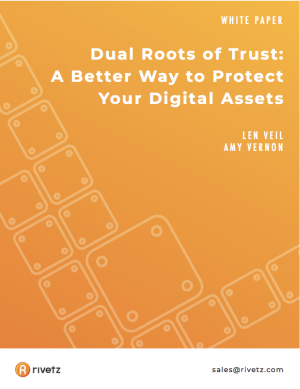 WHITE PAPER
Dual Roots of Trust:
A Better Way to Protect
Your Digital Assets
LEN VEIL
AMY VERNON
R rivetz
sales@rivetz.com